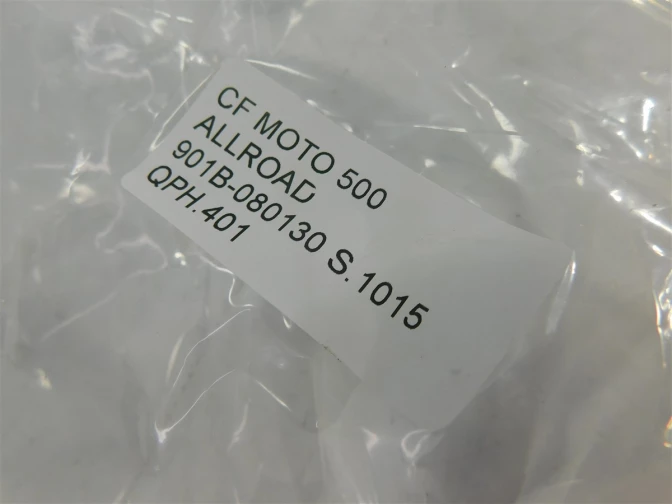 CF MOTO 500
ALLROAD
901B-080130 S.1015
QPH.401